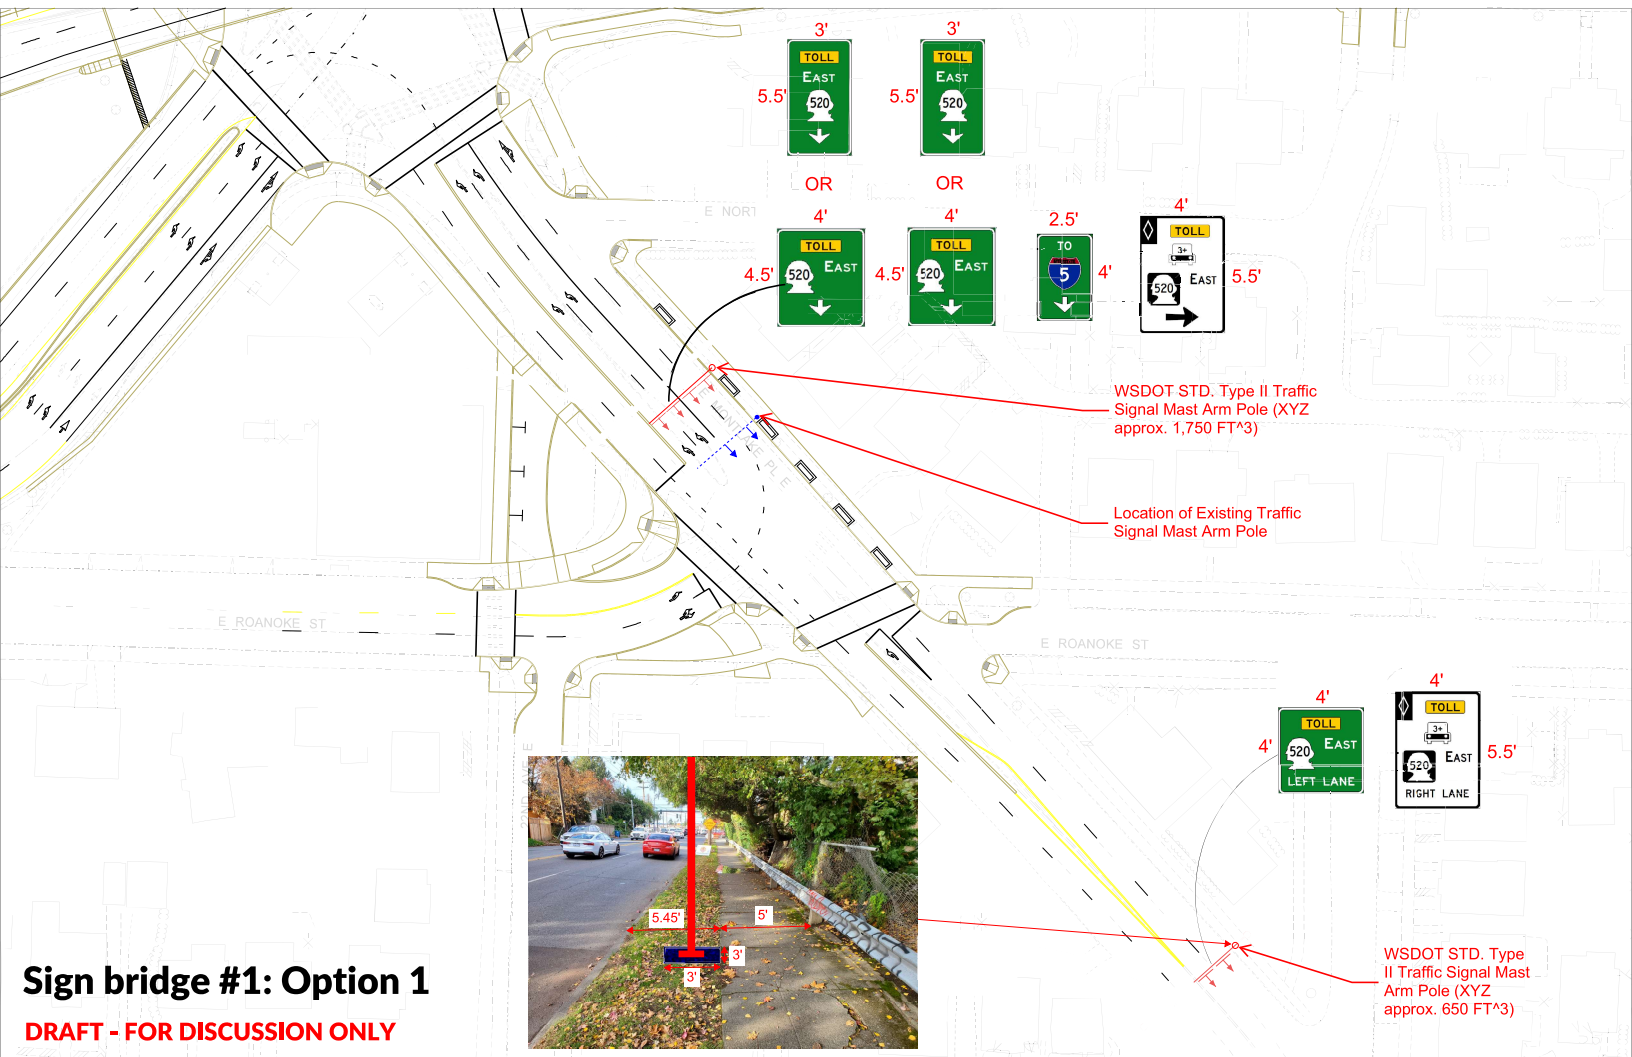 3'
3'
TOLL
EAST
5.5'
520
TOLL
EAST
5.5'
520
OR
OR
E NORT
4'
4'
2.5'
4'
TOLL
EAST
4.5'
520
TOLL
EAST
4.5'
520
TO
5
4'
TOLL
3+
520
EAST
5.5'
WSDOT STD. Type II Traffic
Signal Mast Arm Pole (XYZ
approx. 1,750 FT^3)
Location of Existing Traffic
Signal Mast Arm Pole
E ROANOKE ST
E ROANOKE ST
4'
4'
TOLL
4'
520
EAST
LEFT LANE
TOLL
3+
520
EAST
5.5'
RIGHT LANE
5.45'
5'
3'
3'
WSDOT STD. Type
II Traffic Signal Mast
Arm Pole (XYZ
approx. 650 FT^3)
Sign bridge #1: Option 1
DRAFT - FOR DISCUSSION ONLY